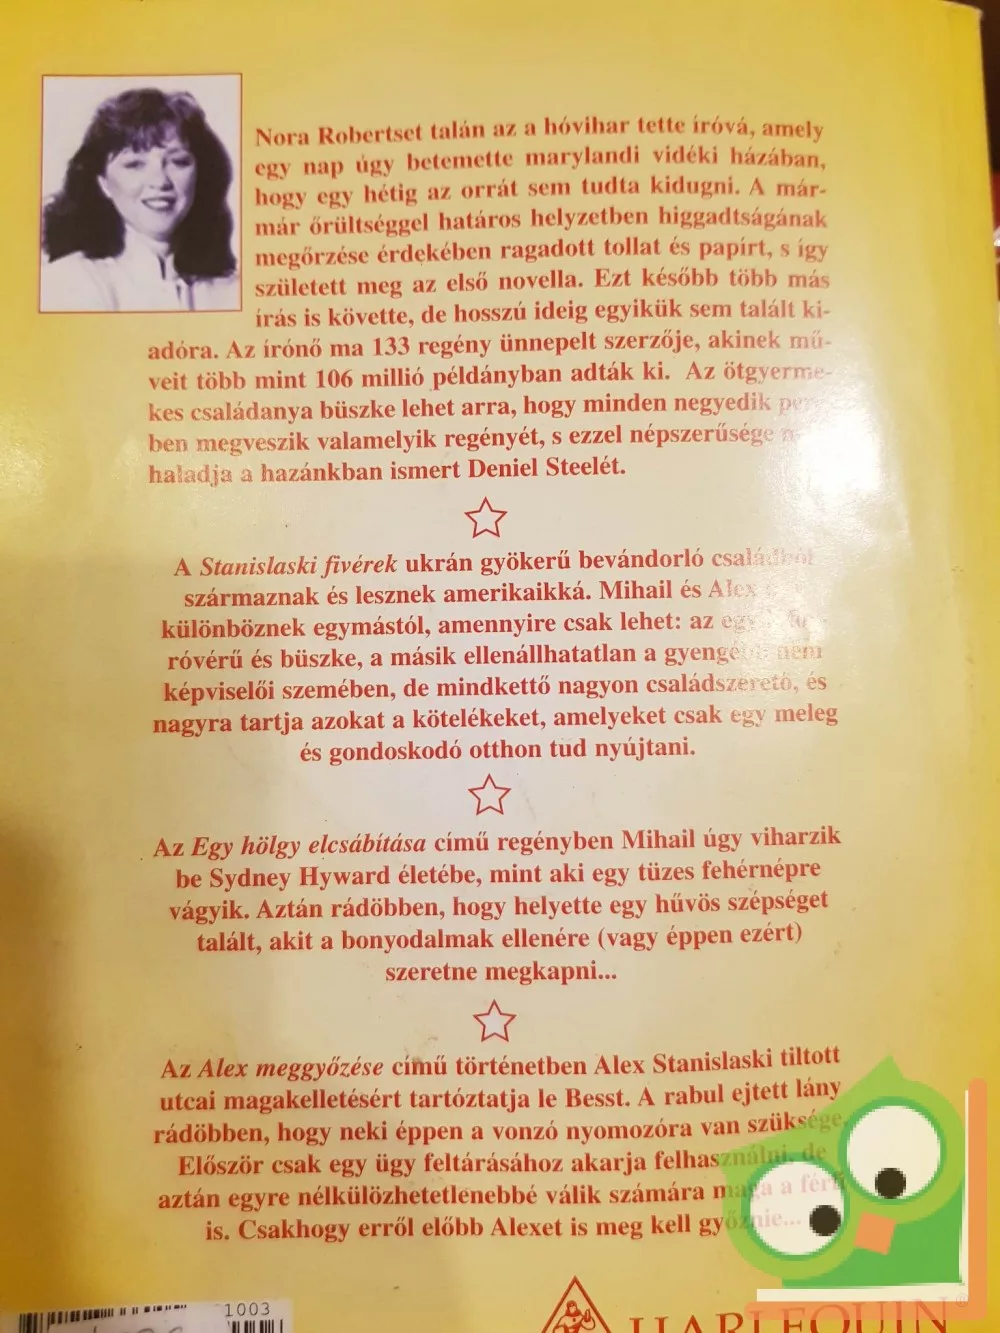 Nora Robertset talán az a hóvihar tette íróvá, amely
egy nap úgy betemette marylandi vidéki házában,
hogy egy hétig az orrát sem tudta kidugni. A már-
már őrültséggel határos helyzetben higgadtságának
megőrzése érdekében ragadott tollat és papírt, s így
született meg az első novella. Ezt később több más
írás is követte, de hosszú ideig egyikük sem talált ki-
adóra. Az írónő ma 133 regény ünnepelt szerzője, akinek mű-
veit több mint 106 millió példányban adták ki. Az ötgyerme-
kes családanya büszke lehet arra, hogy minden negyedik
ben megveszik valamelyik regényét, s ezzel népszerűsége
haladja a hazánkban ismert Deniel Steelét.
A Stanislaski fivérek ukrán gyökerű bevándorló családból
származnak és lesznek amerikaikká. Mihail és Alex
különböznek egymástól, amennyire csak lehet: az
róvérű és büszke, a másik ellenállhatatlan a gyengébb nem
képviselői szemében, de mindkettő nagyon családszerető, és
nagyra tartja azokat a kötelékeket, amelyeket csak egy meleg
és gondoskodó otthon tud nyújtani.
Az Egy hölgy elcsábítása című regényben Mihail úgy viharzik
be Sydney Hyward életébe, mint aki egy tüzes fehérnépre
vágyik. Aztán rádöbben, hogy helyette egy hűvös szépséget
talált, akit a bonyodalmak ellenére (vagy éppen ezért)
szeretne megkapni...
Az Alex meggyőzése című történetben Alex Stanislaski tiltott
utcai magakelletésért tartóztatja le Besst. A rabul ejtett lány
rádöbben, hogy neki éppen a vonzó nyomozóra van szüksége.
Először csak egy ügy feltárásához akarja felhasználni, de
aztán egyre nélkülözhetetlenebbé válik számára maga a férfi
is. Csakhogy erről előbb Alexet is meg kell győznie...
1003
HARLEQUIN®